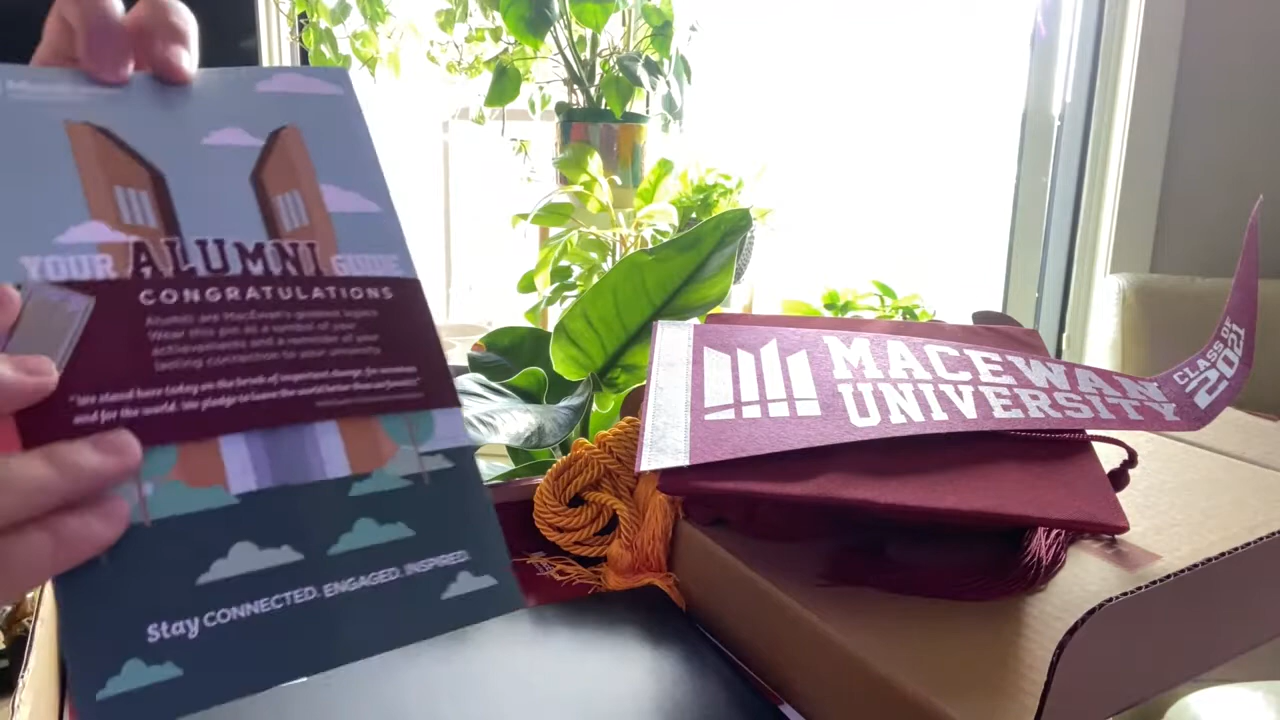 YOUR ALUMNI GUIDE
CONGRATULATIONS
Alumni are MacEwan's greatest legacy.
Wear this pin as a symbol of your
achievements and a reminder of your
lasting connection to your university.
"We stand here today on the brink of important change, for ourselves
and for the world. We pledge to leave the world better than we found it."
Stay CONNECTED. ENGAGED. INSPIRED.
MACEWAN
UNIVERSITY
CLASS OF
2021